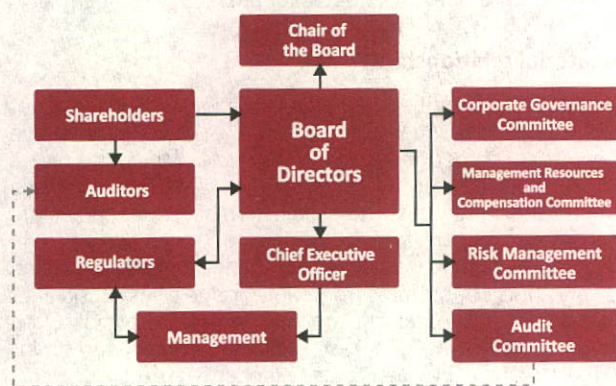 Chair of
the Board
Shareholders
Board
of
Directors
Corporate Governance
Committee
Auditors
Management Resources
and
Compensation Committee
Regulators
Chief Executive
Officer
Risk Management
Committee
Management
Audit
Committee